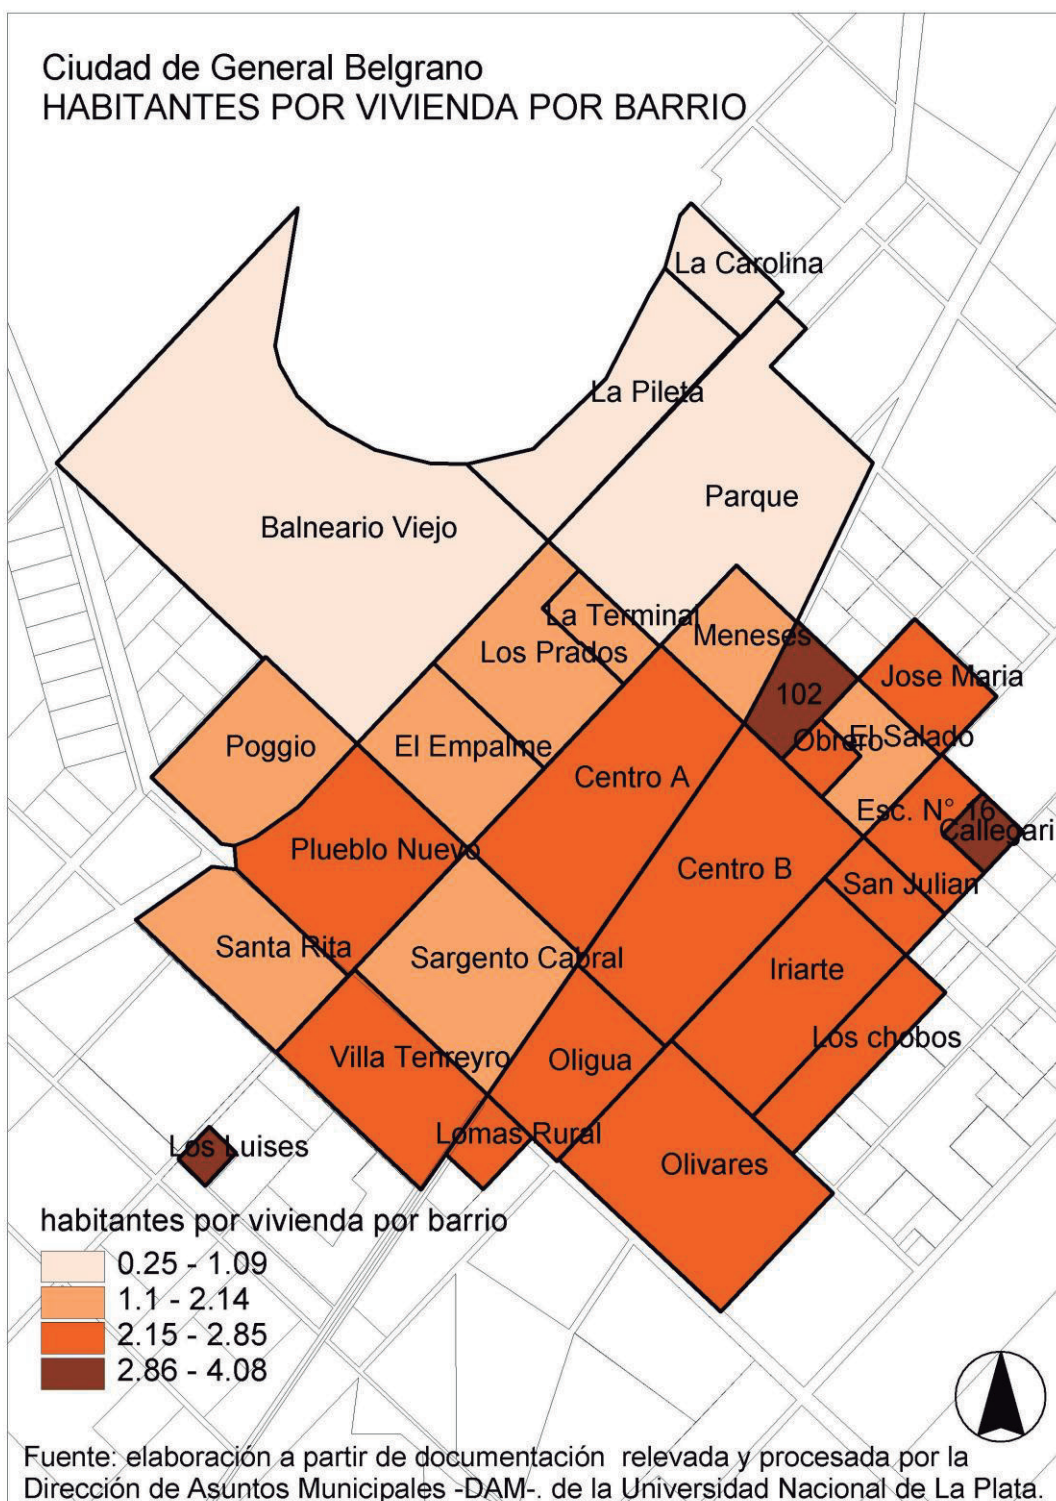 Ciudad de General Belgrano
HABITANTES POR VIVIENDA POR BARRIO
La Carolina
La Pileta
Parque
Balneario Viejo
La Terminal
Meneses
Los Prados
Jose Maria
102
Poggio
El Empalme
Obrero
El Salado
Centro A
Esc. N° 16
Callegari
Plueblo Nuevo
Centro B
San Julian
Santa Rita
Sargento Cabral
Iriarte
Los chobos
Villa Tenreyro
Oligua
Lomas Rural
Los Luises
Olivares
habitantes por vivienda por barrio
0.25 - 1.09
1.1 - 2.14
2.15 - 2.85
2.86 - 4.08
Fuente: elaboración a partir de documentación relevada y procesada por la
Dirección de Asuntos Municipales -DAM-. de la Universidad Nacional de La Plata.